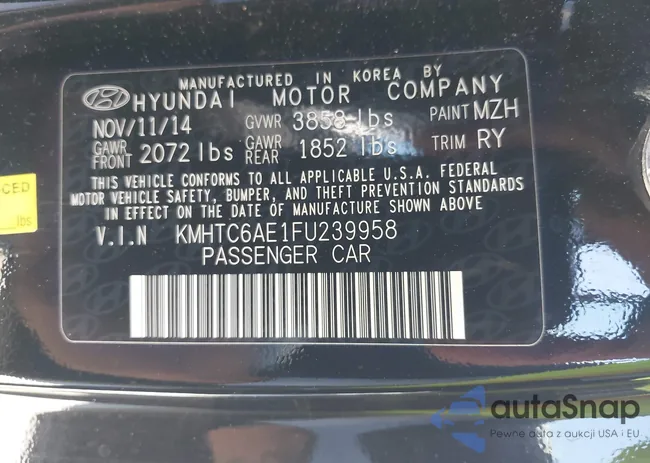 MANUFACTURED IN KOREA BY
HYUNDAI MOTOR COMPANY
NOV/11/14 GVWR 3858 lbs PAINT MZH
GAWR FRONT 2072 lbs GAWR REAR 1852 lbs TRIM RY
THIS VEHICLE CONFORMS TO ALL APPLICABLE U.S.A. FEDERAL
MOTOR VEHICLE SAFETY, BUMPER, AND THEFT PREVENTION STANDARDS
IN EFFECT ON THE DATE OF MANUFACTURE SHOWN ABOVE
V.I.N KMHTC6AE1FU239958
PASSENGER CAR
CED
lbs
autaSnap
Pewne auta z aukcji USA i EU